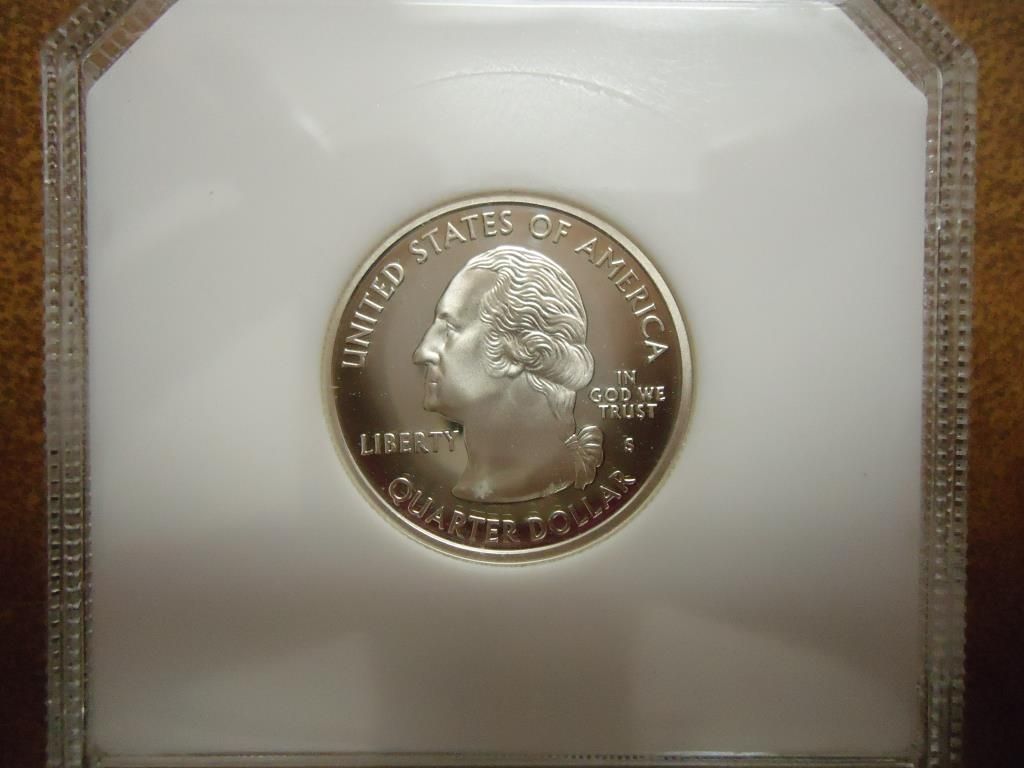 UNITED STATES OF AMERICA
IN
GOD WE
TRUST
LIBERTY
S
QUARTER DOLLAR